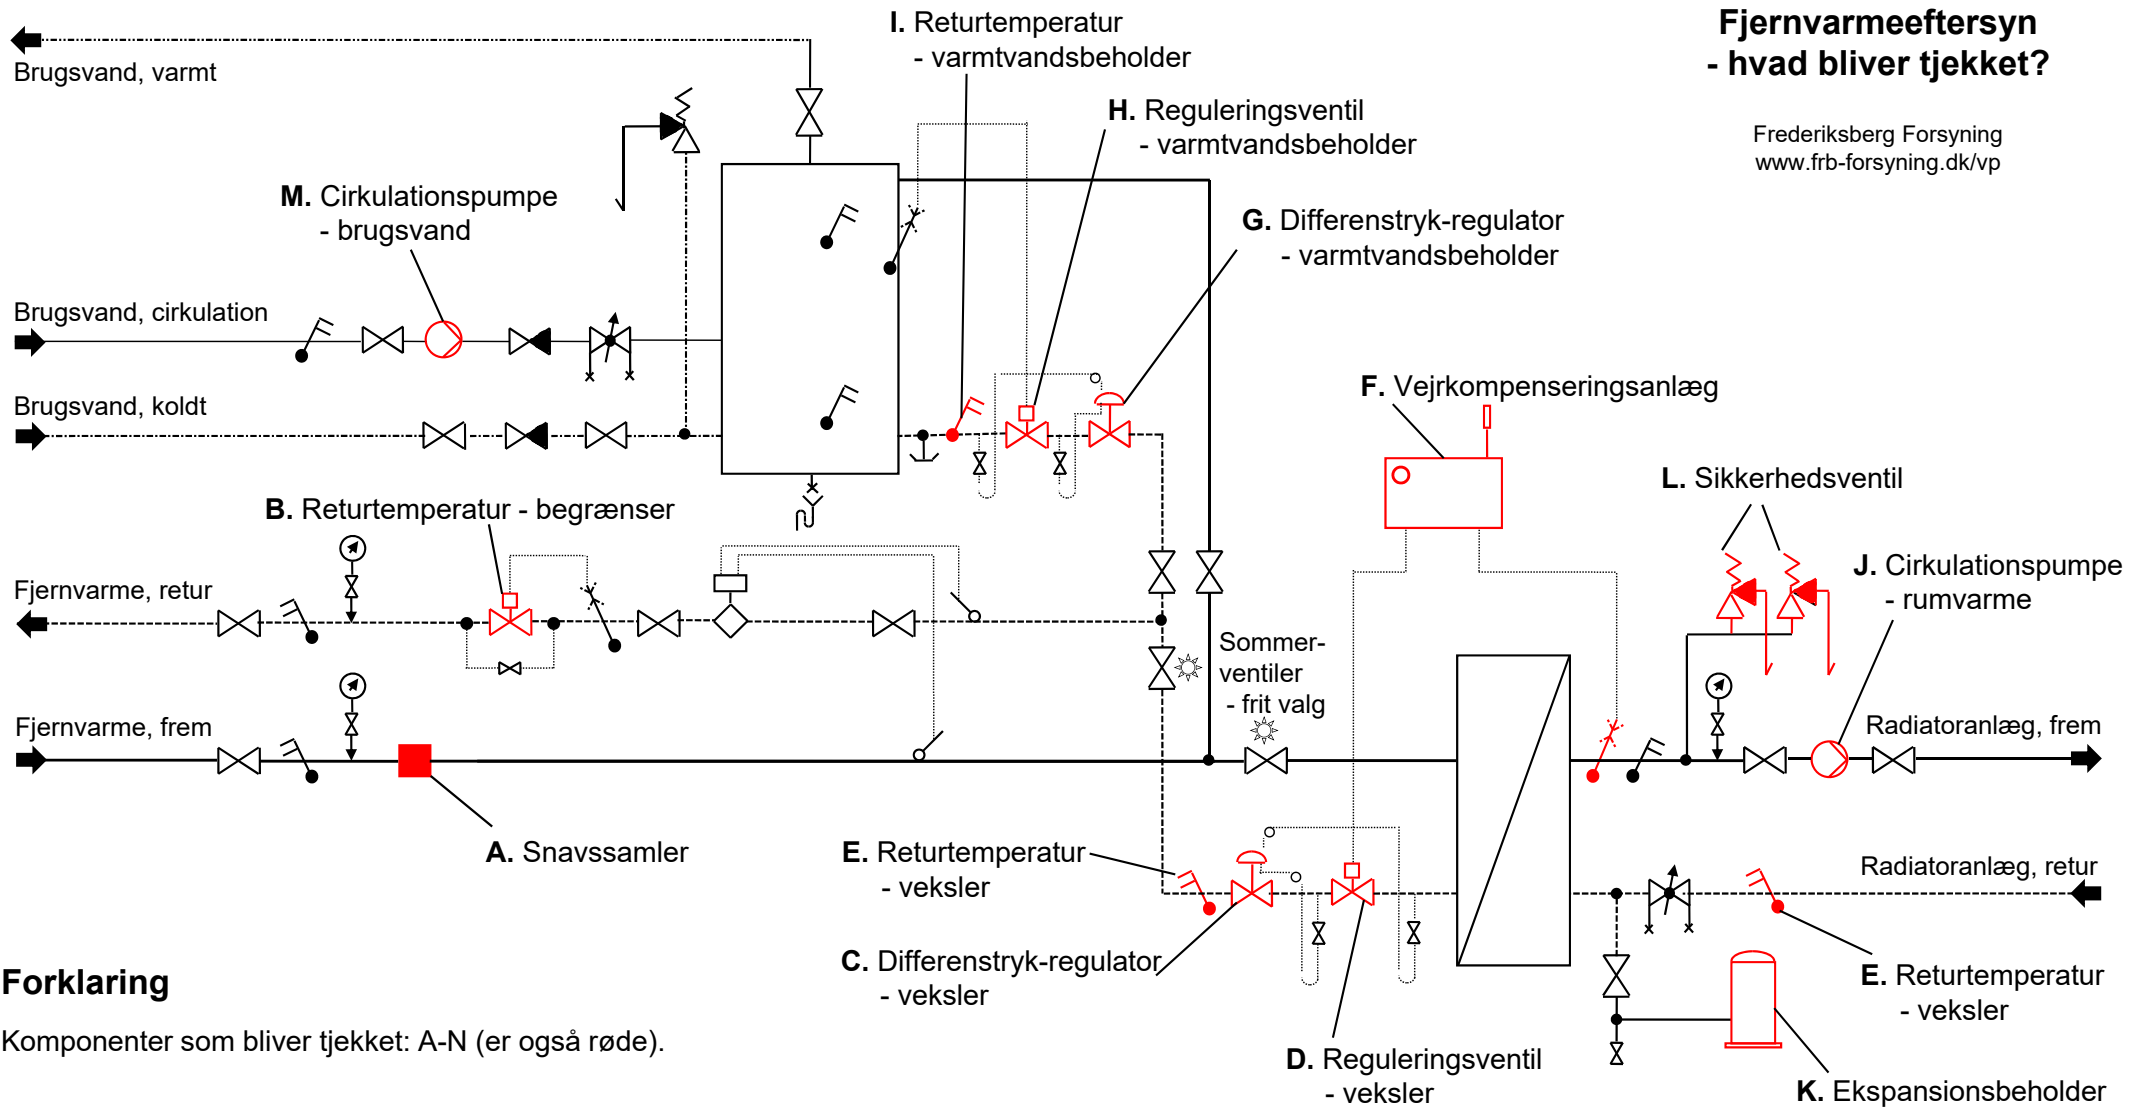 Fjernvarmeeftersyn
- hvad bliver tjekket?
Frederiksberg Forsyning
www.frb-forsyning.dk/vp
I. Returtemperatur
- varmtvandsbeholder
Brugsvand, varmt
H. Reguleringsventil
- varmtvandsbeholder
M. Cirkulationspumpe
- brugsvand
G. Differenstryk-regulator
- varmtvandsbeholder
Brugsvand, cirkulation
Brugsvand, koldt
F. Vejrkompenseringsanlæg
L. Sikkerhedsventil
B. Returtemperatur - begrænser
J. Cirkulationspumpe
- rumvarme
Fjernvarme, retur
Sommer-
ventiler
- frit valg
Fjernvarme, frem
Radiatoranlæg, frem
A. Snavssamler
E. Returtemperatur
- veksler
Radiatoranlæg, retur
C. Differenstryk-regulator
- veksler
E. Returtemperatur
- veksler
D. Reguleringsventil
- veksler
K. Ekspansionsbeholder
Forklaring
Komponenter som bliver tjekket: A-N (er også røde).